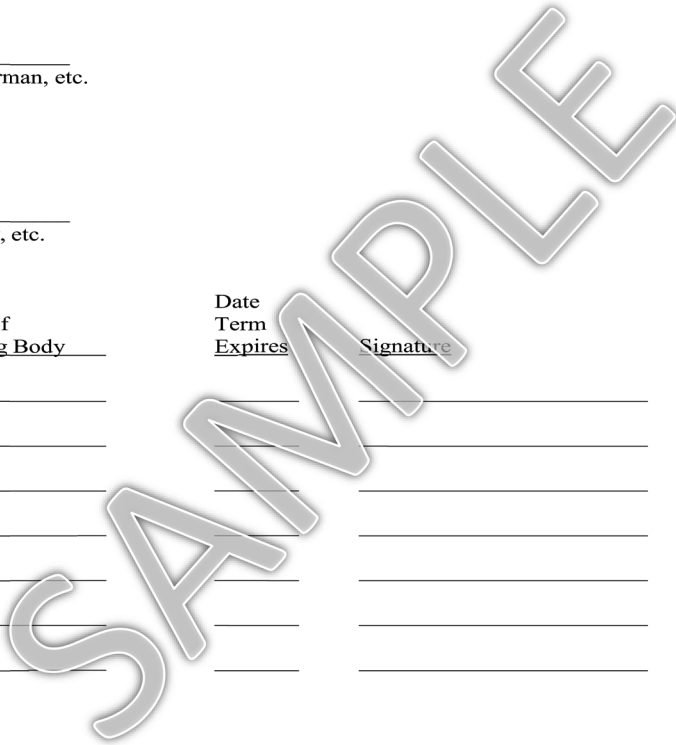 rman, etc.
, etc.
Date
f Term
g Body Expires Signature
SAMPLE